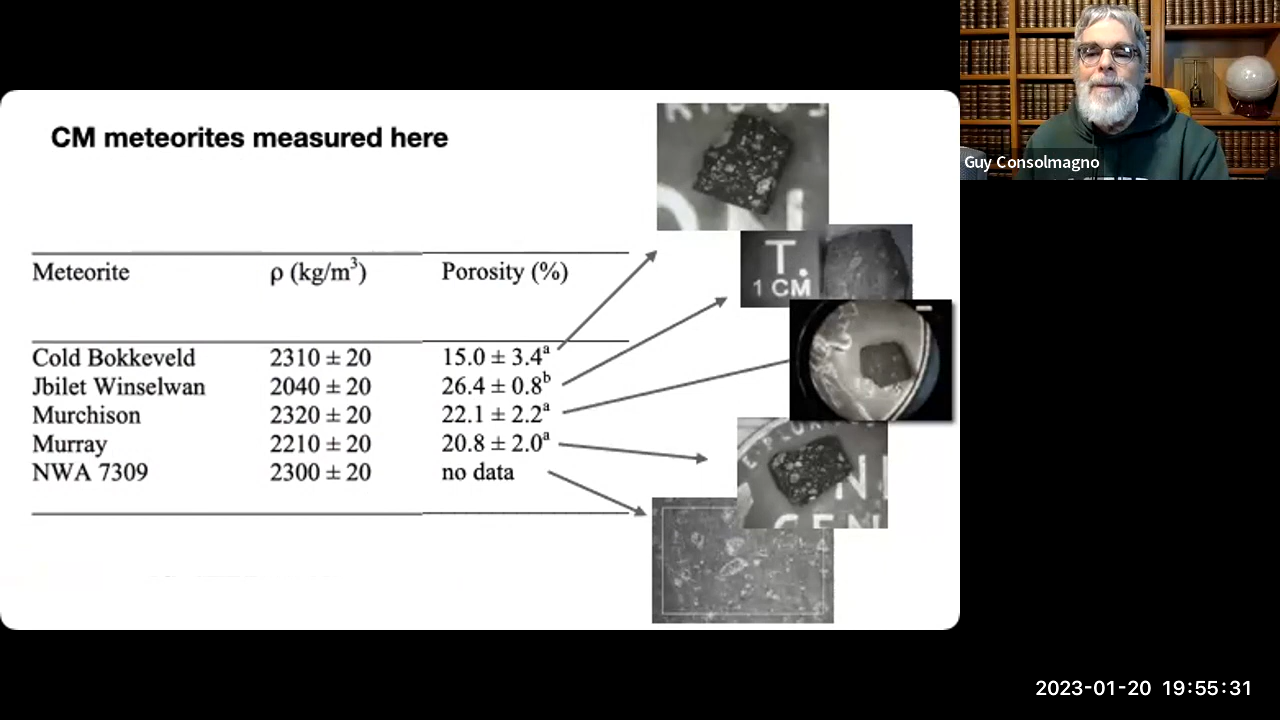 CM meteorites measured here
Meteorite ρ (kg/m³) Porosity (%)
Cold Bokkeveld 2310 ± 20 15.0 ± 3.4ᵃ
Jbilet Winselwan 2040 ± 20 26.4 ± 0.8ᵇ
Murchison 2320 ± 20 22.1 ± 2.2ᵃ
Murray 2210 ± 20 20.8 ± 2.0ᵃ
NWA 7309 2300 ± 20 no data
T.
1 CM
Guy Consolmagno
2023-01-20 19:55:31